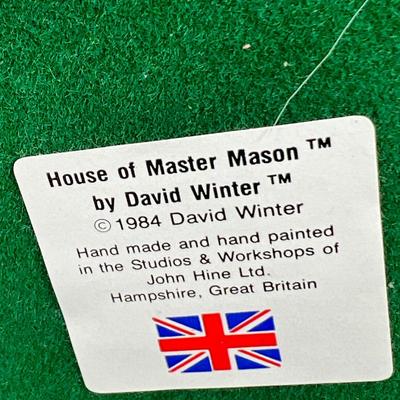 House of Master Mason ™
by David Winter ™
© 1984 David Winter
Hand made and hand painted
in the Studios & Workshops of
John Hine Ltd.
Hampshire, Great Britain